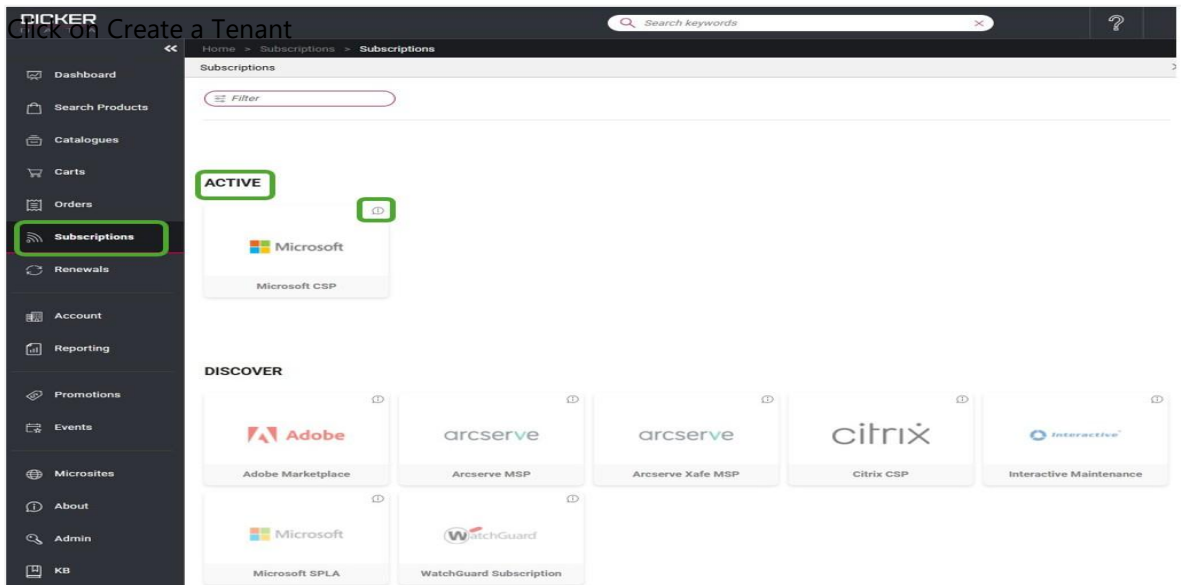 DICKER
DATA
Click on Create a Tenant
Search keywords
Home > Subscriptions > Subscriptions
Subscriptions
Filter
Dashboard
Search Products
Catalogues
Carts
Orders
Subscriptions
Renewals
Account
Reporting
Promotions
Events
Microsites
About
Admin
KB
ACTIVE
Microsoft
Microsoft CSP
DISCOVER
Adobe arcserve arcserve citrix Interactive
Adobe Marketplace Arcserve MSP Arcserve Xafe MSP Citrix CSP Interactive Maintenance
Microsoft WatchGuard
Microsoft SPLA WatchGuard Subscription